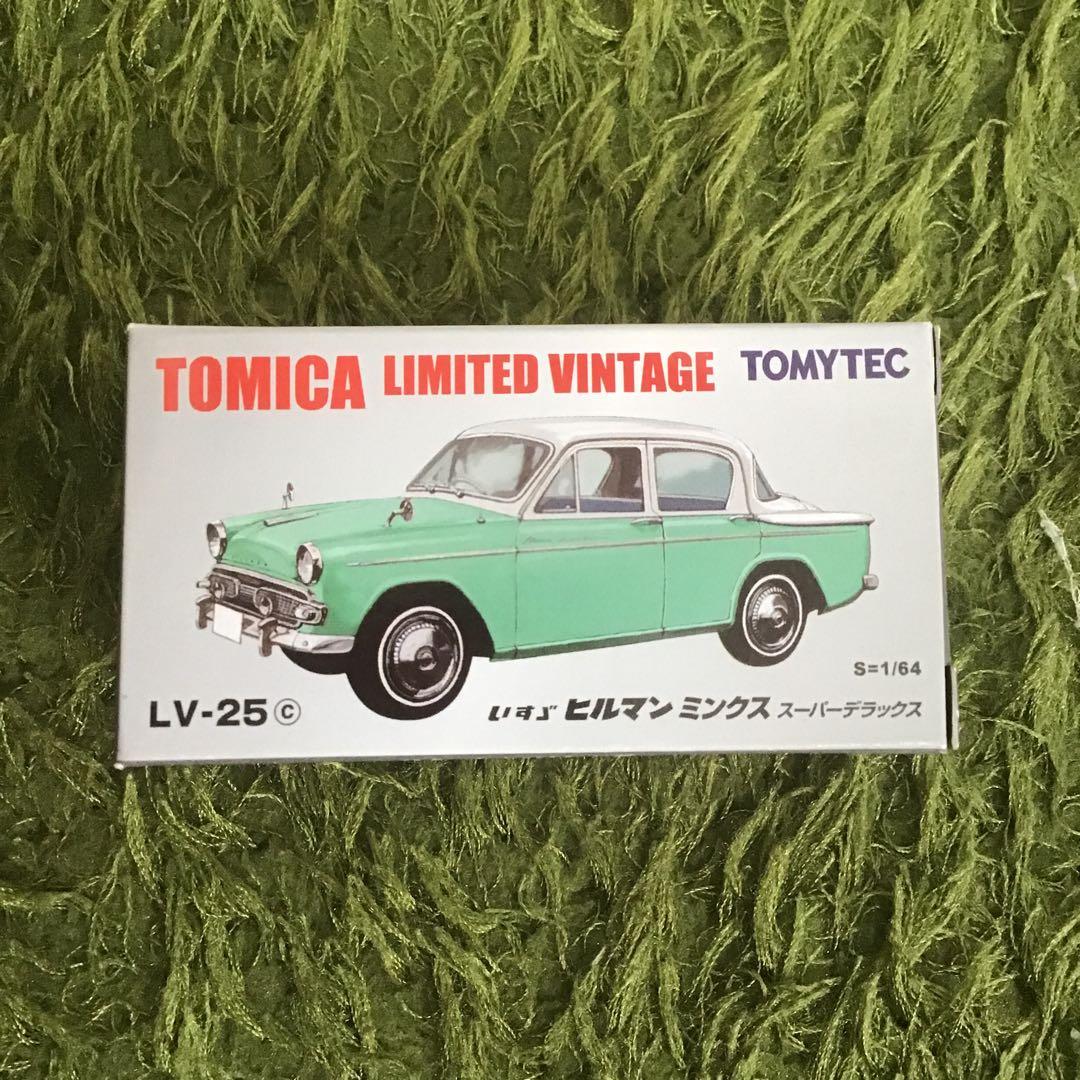 TOMICA LIMITED VINTAGE TOMYTEC
S=1/64
LV-25ⓒ いすゞ ヒルマン ミンクス スーパーデラックス